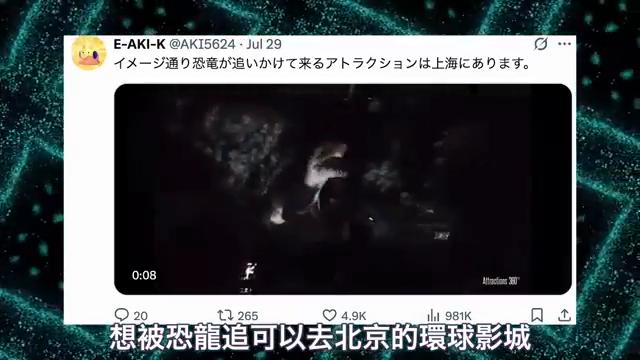 E-AKI-K @AKI5624 · Jul 29
イメージ通り恐竜が追いかけて来るアトラクションは上海にあります。
0:08
Attractions 360°
20 265 4.9K 981K
想被恐龍追可以去北京的環球影城